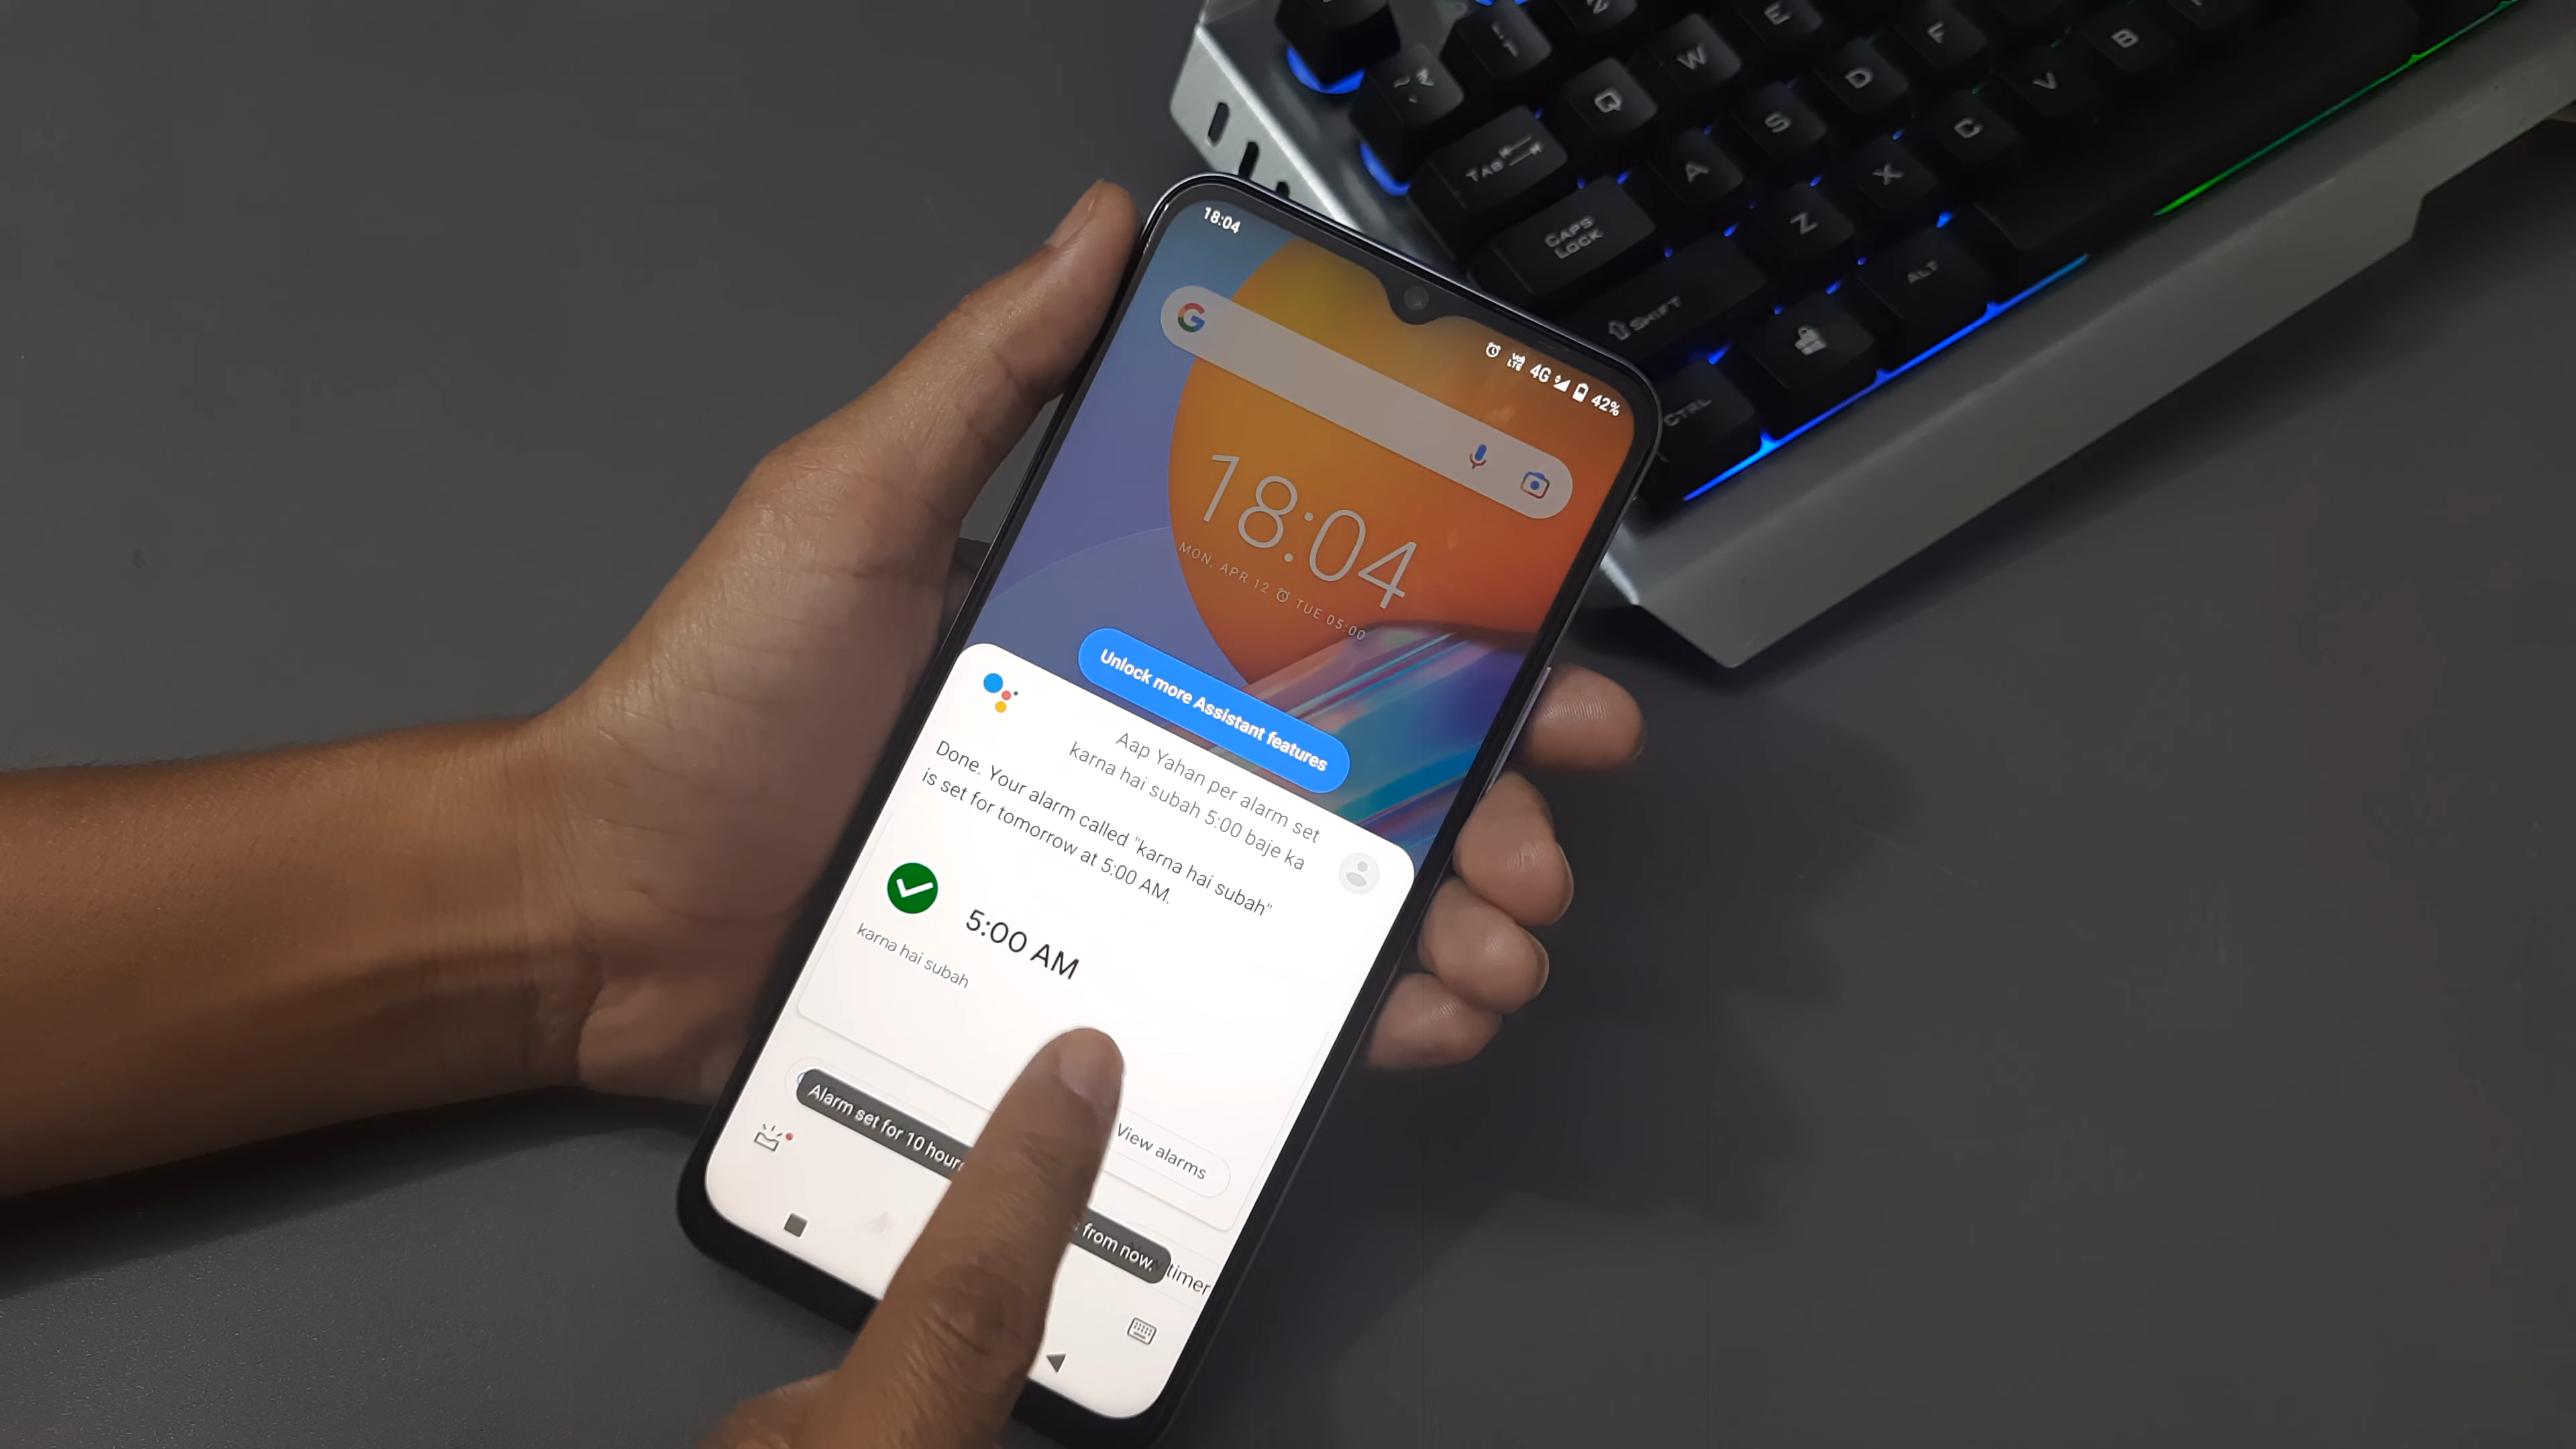 18:04
4G
42%
18:04
MON, APR 12
TUE 05:00
Unlock more Assistant features
Aap Yahan per alarm set
karna hai subah 5:00 baje ka
Done. Your alarm called "karna hai subah"
is set for tomorrow at 5:00 AM.
5:00 AM
karna hai subah
View alarms
Alarm set for 10 hours
from now.
timer
E
Q
W
F
B
TAB
A
S
D
V
CAPS
LOCK
Z
X
C
SHIFT
ALT
CTRL